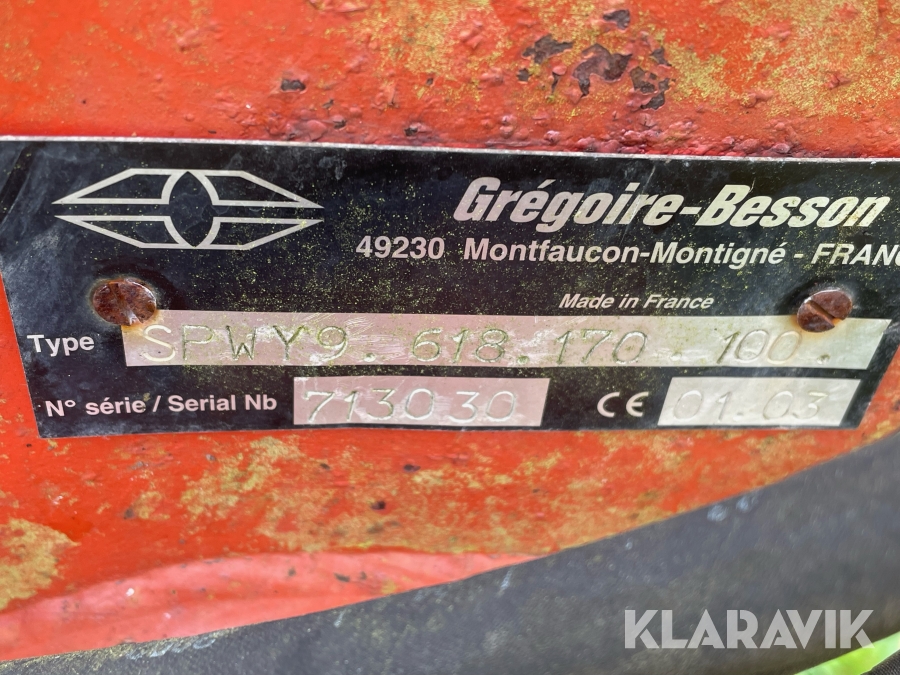 Grégoire-Besson
49230 Montfaucon-Montigné - FRANC
Made in France
Type SPWY9.618.170.100.
N° série / Serial Nb 713030 CE 01.03
KLARAVIK